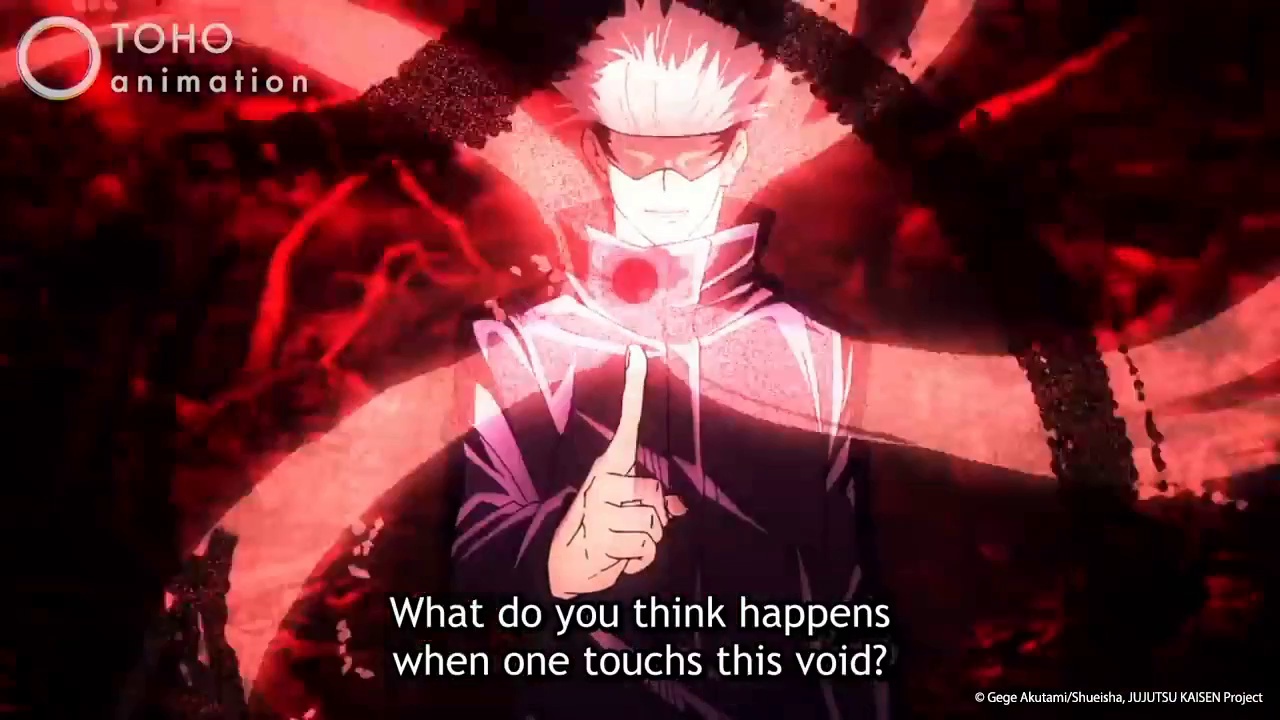 TOHO
animation
What do you think happens
when one touchs this void?
© Gege Akutami/Shueisha, JUJUTSU KAISEN Project